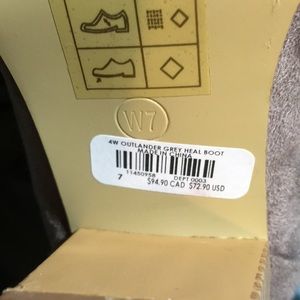 W7
4W OUTLANDER GREY HEAL BOOT
MADE IN CHINA
7 11450958 DEPT 0003
$94.90 CAD $72.90 USD